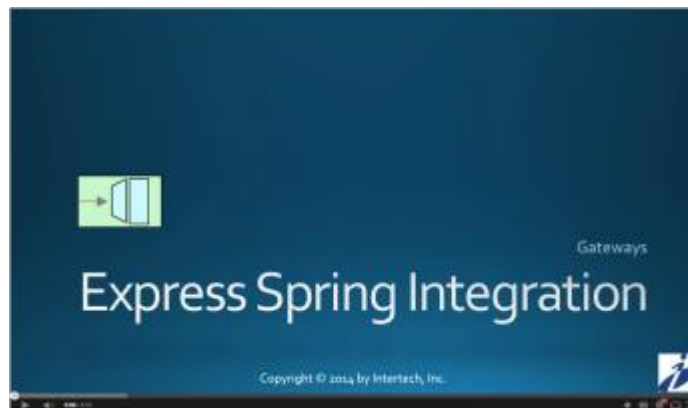 Gateways
Express Spring Integration
Copyright © 2014 by Intertech, Inc.